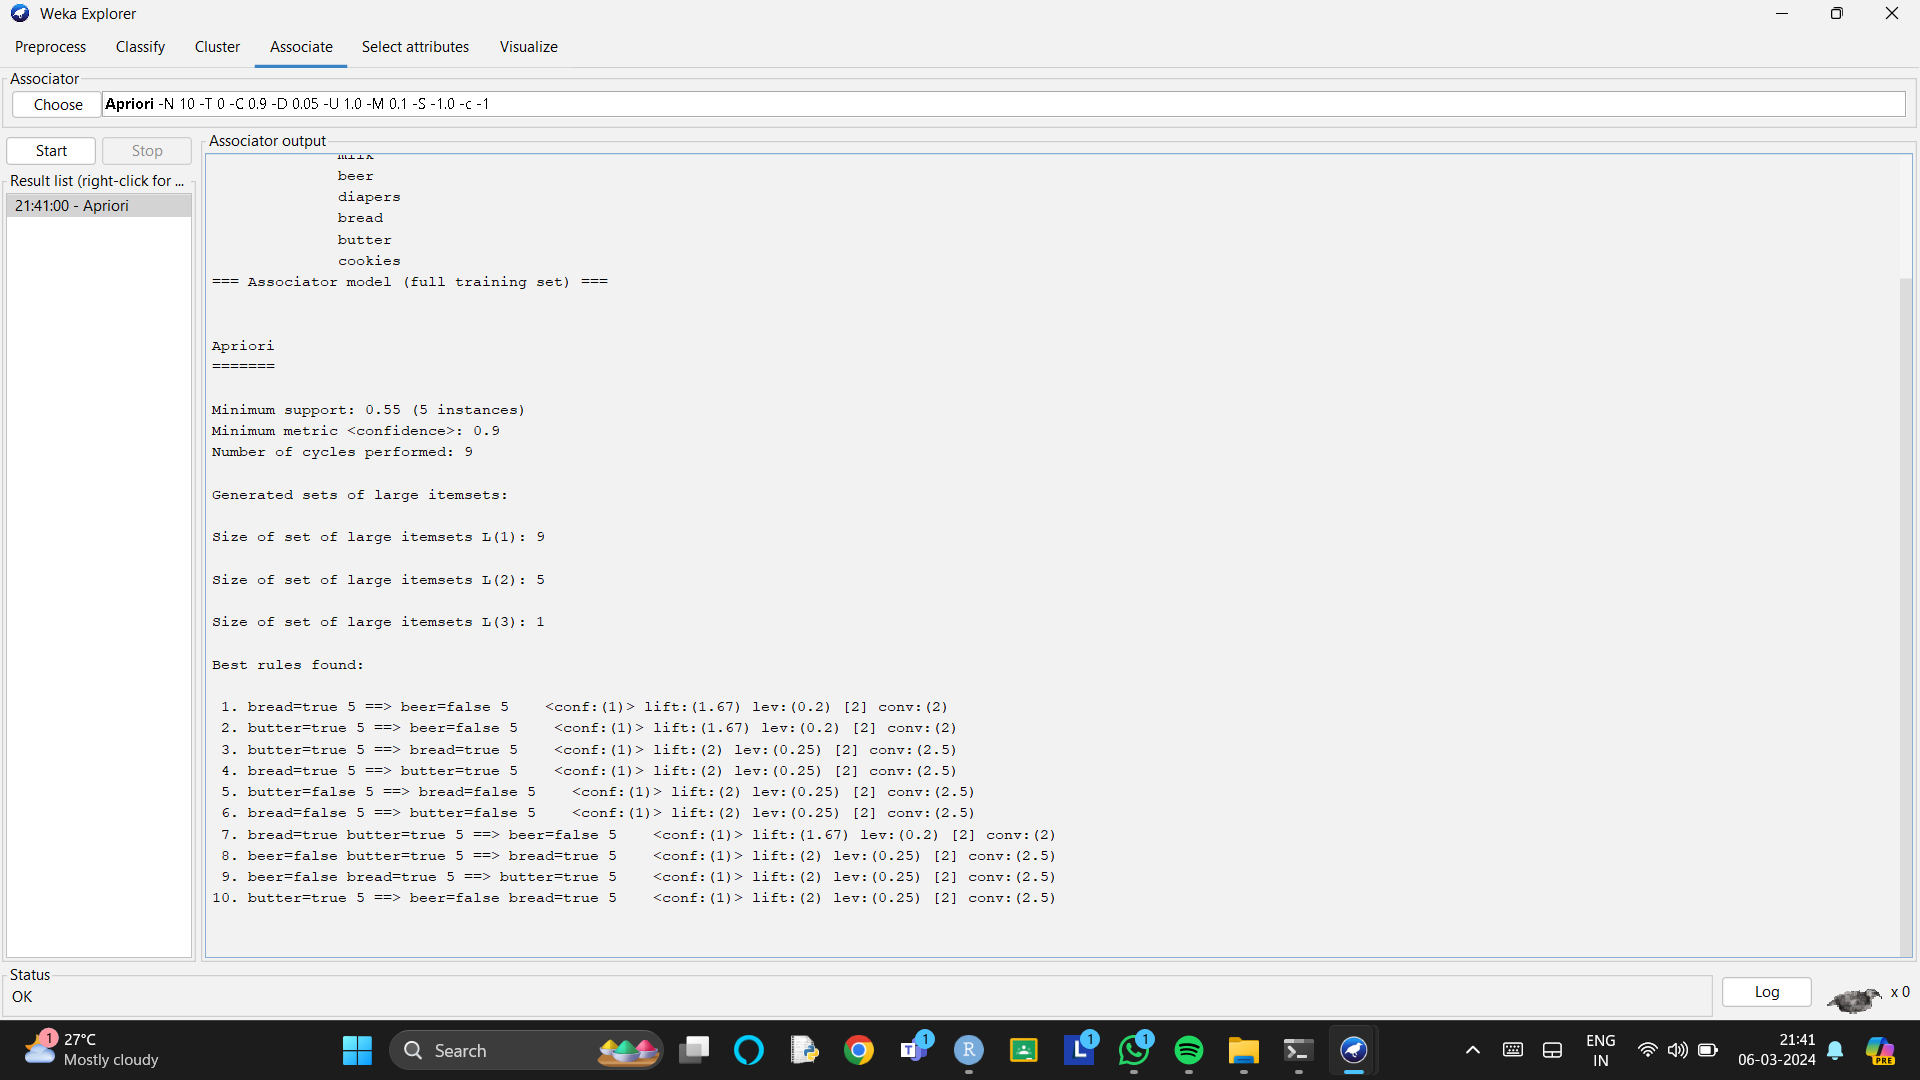 Weka Explorer
Preprocess Classify Cluster Associate Select attributes Visualize
Associator
Choose Apriori -N 10 -T 0 -C 0.9 -D 0.05 -U 1.0 -M 0.1 -S -1.0 -c -1
Start Stop
Result list (right-click for ...
21:41:00 - Apriori
Associator output
milk
beer
diapers
bread
butter
cookies
=== Associator model (full training set) ===
Apriori
=======
Minimum support: 0.55 (5 instances)
Minimum metric <confidence>: 0.9
Number of cycles performed: 9
Generated sets of large itemsets:
Size of set of large itemsets L(1): 9
Size of set of large itemsets L(2): 5
Size of set of large itemsets L(3): 1
Best rules found:
1. bread=true 5 ==> beer=false 5    <conf:(1)> lift:(1.67) lev:(0.2) [2] conv:(2)
2. butter=true 5 ==> beer=false 5    <conf:(1)> lift:(1.67) lev:(0.2) [2] conv:(2)
3. butter=true 5 ==> bread=true 5    <conf:(1)> lift:(2) lev:(0.25) [2] conv:(2.5)
4. bread=true 5 ==> butter=true 5    <conf:(1)> lift:(2) lev:(0.25) [2] conv:(2.5)
5. butter=false 5 ==> bread=false 5    <conf:(1)> lift:(2) lev:(0.25) [2] conv:(2.5)
6. bread=false 5 ==> butter=false 5    <conf:(1)> lift:(2) lev:(0.25) [2] conv:(2.5)
7. bread=true butter=true 5 ==> beer=false 5    <conf:(1)> lift:(1.67) lev:(0.2) [2] conv:(2)
8. beer=false butter=true 5 ==> bread=true 5    <conf:(1)> lift:(2) lev:(0.25) [2] conv:(2.5)
9. beer=false bread=true 5 ==> butter=true 5    <conf:(1)> lift:(2) lev:(0.25) [2] conv:(2.5)
10. butter=true 5 ==> beer=false bread=true 5    <conf:(1)> lift:(2) lev:(0.25) [2] conv:(2.5)
Status
OK
Log x 0
1 27°C
Mostly cloudy
Search
T 1
R
L 1
1
ENG
IN
21:41
06-03-2024
PRE